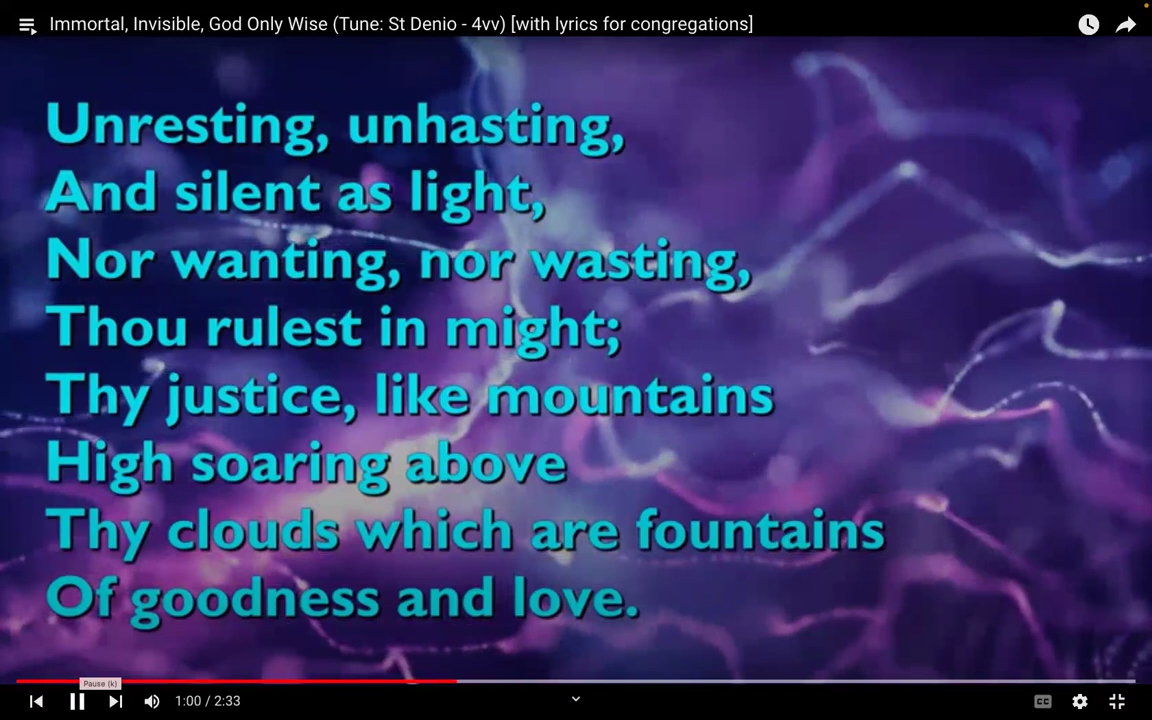 Immortal, Invisible, God Only Wise (Tune: St Denio - 4vv) [with lyrics for congregations]
Unresting, unhasting,
And silent as light,
Nor wanting, nor wasting,
Thou rulest in might;
Thy justice, like mountains
High soaring above
Thy clouds which are fountains
Of goodness and love.
Pause (k)
1:00 / 2:33
CC